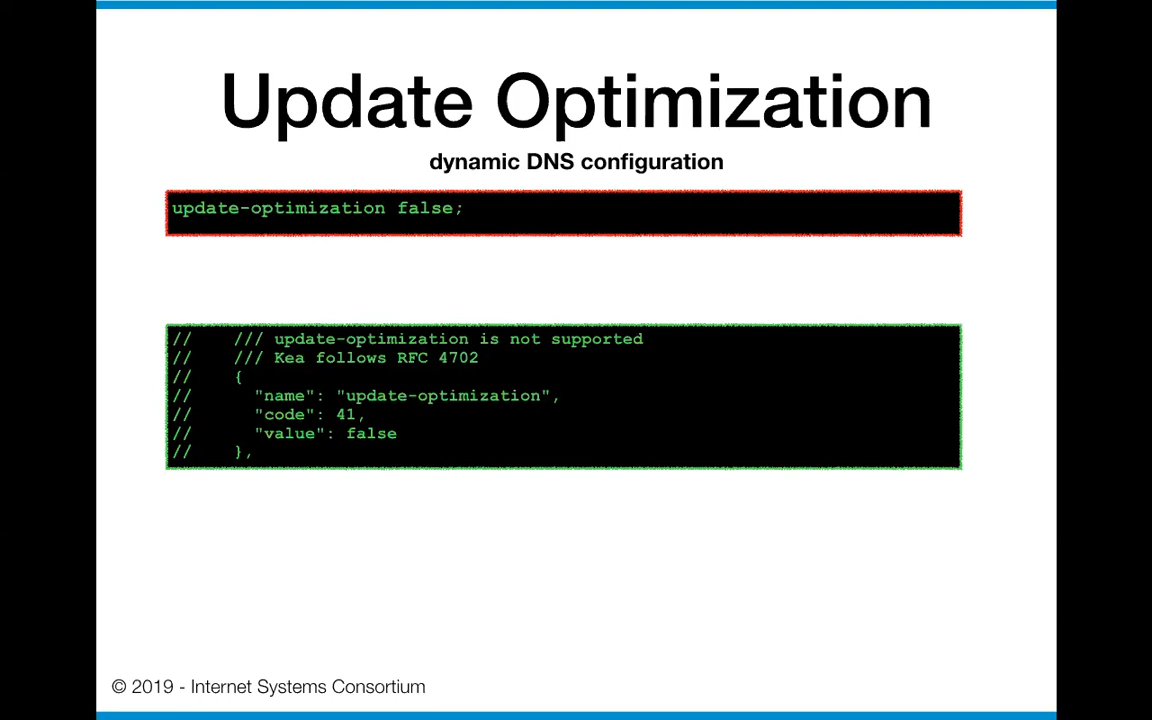 Update Optimization
dynamic DNS configuration
update-optimization false;
//    /// update-optimization is not supported
//    /// Kea follows RFC 4702
//    {
//      "name": "update-optimization",
//      "code": 41,
//      "value": false
//    },
© 2019 - Internet Systems Consortium